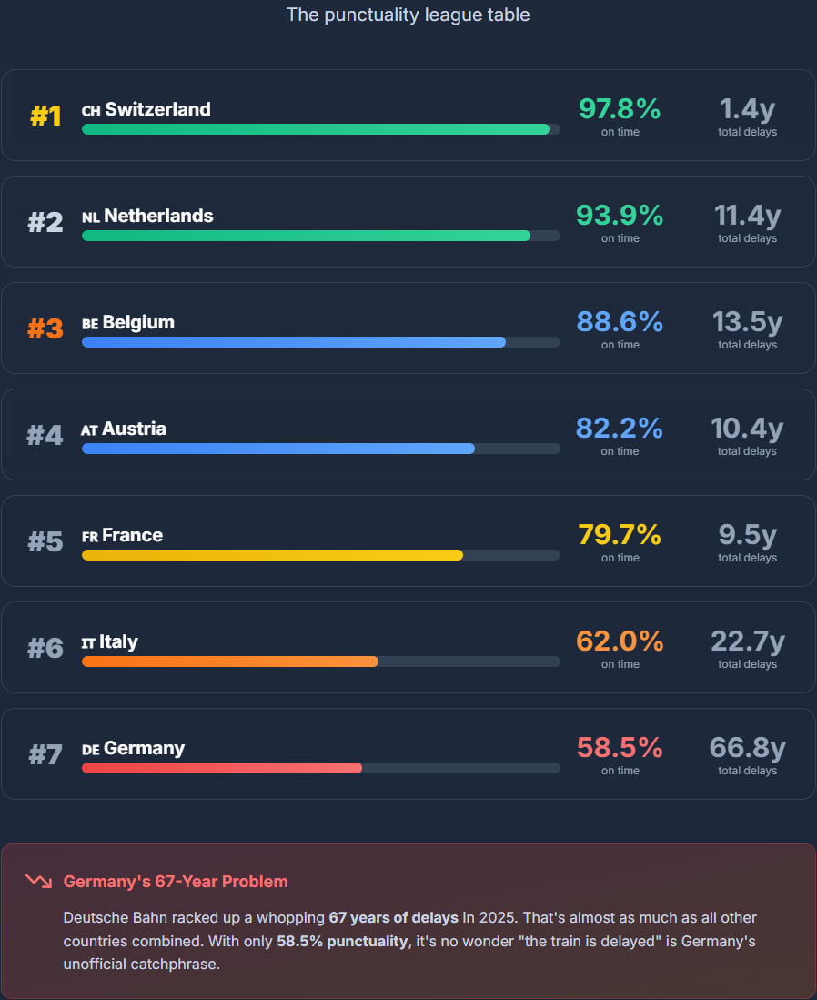 The punctuality league table
#1
CH Switzerland
97.8%
on time
1.4y
total delays
#2
NL Netherlands
93.9%
on time
11.4y
total delays
#3
BE Belgium
88.6%
on time
13.5y
total delays
#4
AT Austria
82.2%
on time
10.4y
total delays
#5
FR France
79.7%
on time
9.5y
total delays
#6
IT Italy
62.0%
on time
22.7y
total delays
#7
DE Germany
58.5%
on time
66.8y
total delays
Germany's 67-Year Problem
Deutsche Bahn racked up a whopping 67 years of delays in 2025. That's almost as much as all other
countries combined. With only 58.5% punctuality, it's no wonder "the train is delayed" is Germany's
unofficial catchphrase.